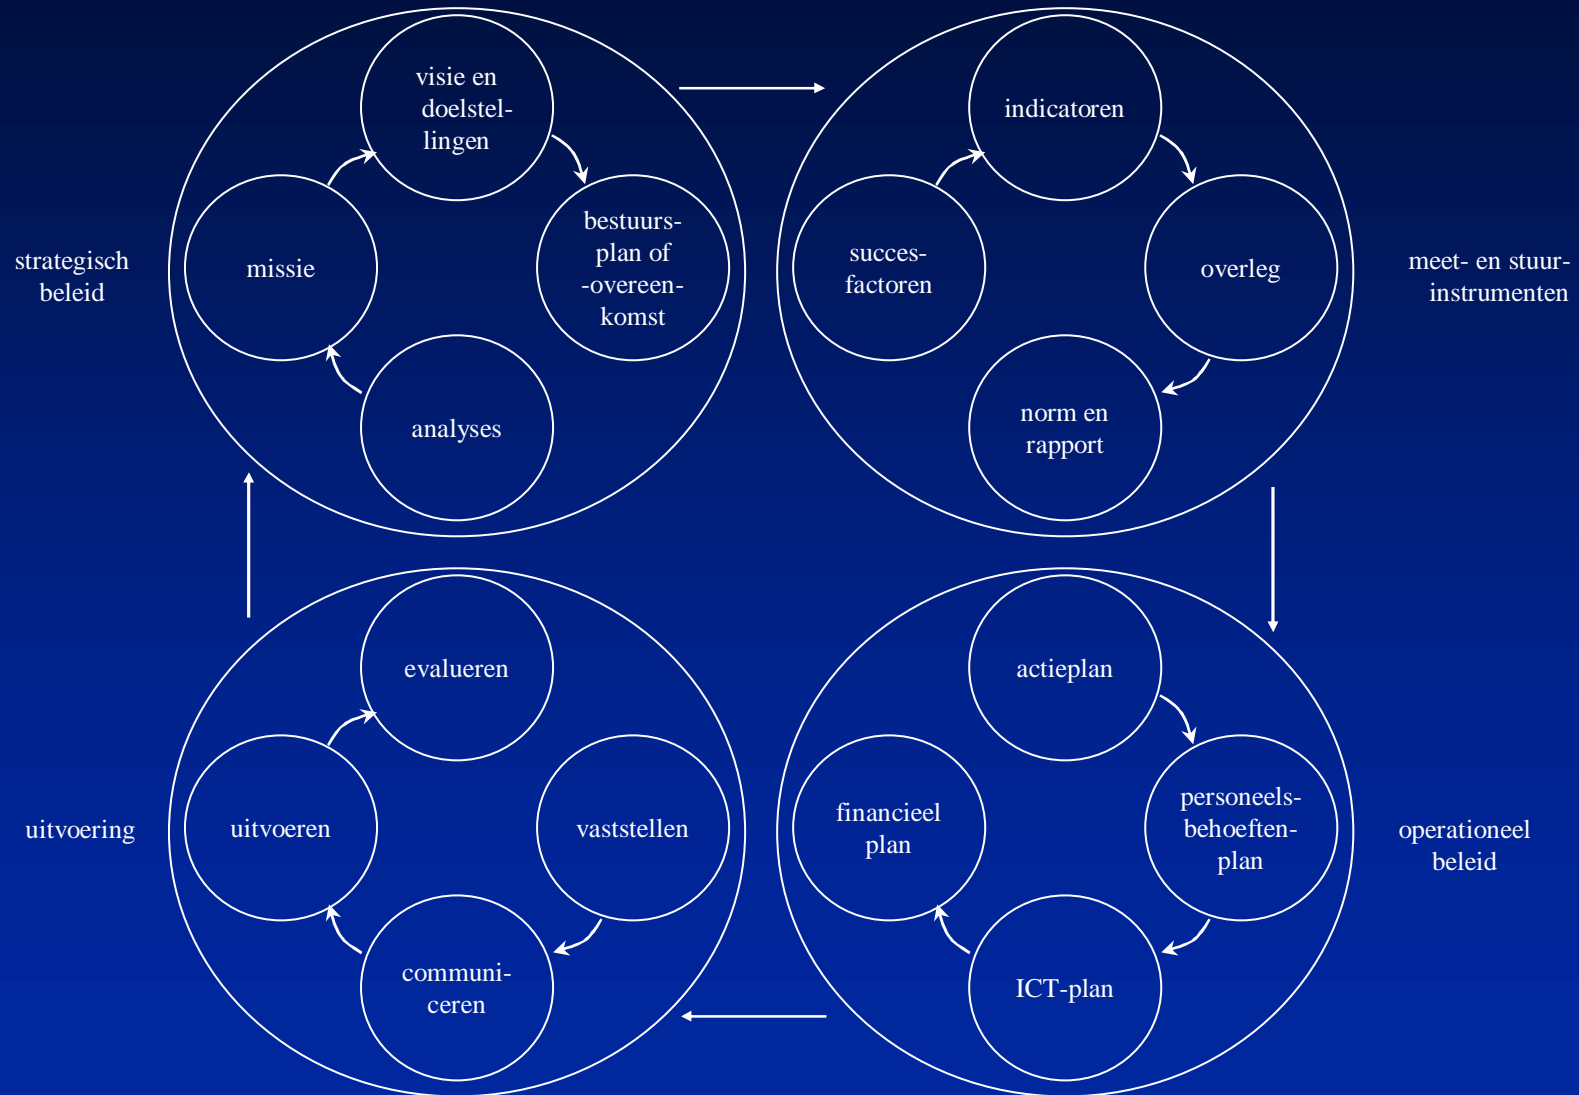 strategisch
beleid
visie en
doelstel-
lingen
missie
bestuurs-
plan of
-overeen-
komst
analyses
indicatoren
succes-
factoren
overleg
norm en
rapport
meet- en stuur-
instrumenten
uitvoering
evalueren
uitvoeren
vaststellen
communi-
ceren
actieplan
financieel
plan
personeels-
behoeften-
plan
ICT-plan
operationeel
beleid